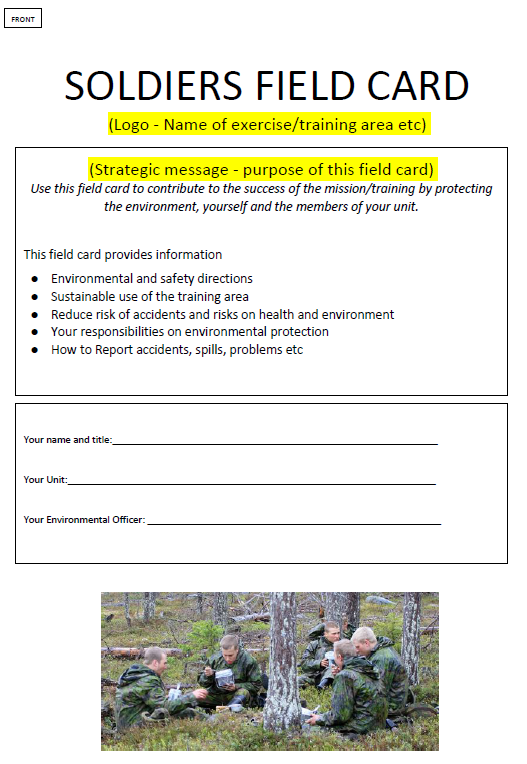 FRONT
SOLDIERS FIELD CARD
(Logo - Name of exercise/training area etc)
(Strategic message - purpose of this field card)
Use this field card to contribute to the success of the mission/training by protecting
the environment, yourself and the members of your unit.
This field card provides information
● Environmental and safety directions
● Sustainable use of the training area
● Reduce risk of accidents and risks on health and environment
● Your responsibilities on environmental protection
● How to Report accidents, spills, problems etc
Your name and title:
Your Unit:
Your Environmental Officer: